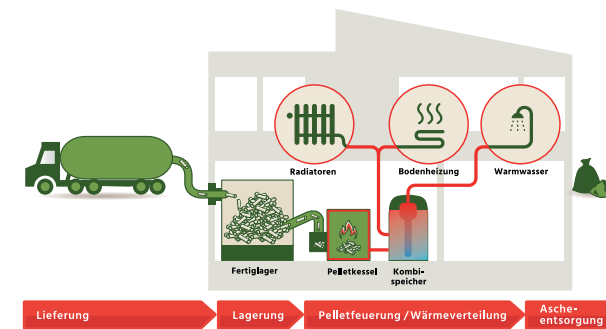 Radiatoren
Bodenheizung
Warmwasser
Fertiglager
Pelletkessel
Kombi-
speicher
Lieferung
Lagerung
Pelletfeuerung / Wärmeverteilung
Asche-
entsorgung